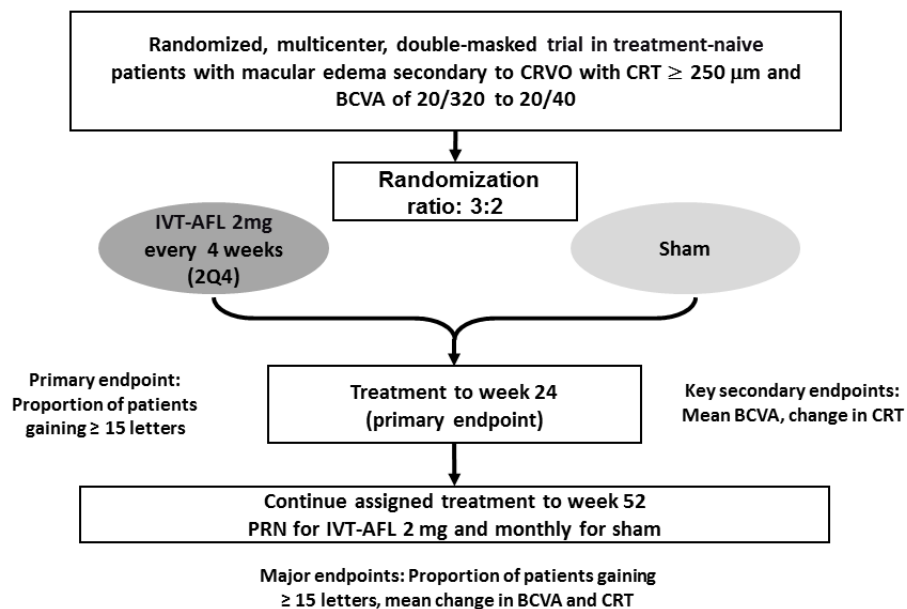 Randomized, multicenter, double-masked trial in treatment-naive
patients with macular edema secondary to CRVO with CRT ≥ 250 µm and
BCVA of 20/320 to 20/40
Randomization
ratio: 3:2
IVT-AFL 2mg
every 4 weeks
(2Q4)
Sham
Primary endpoint:
Proportion of patients
gaining ≥ 15 letters
Treatment to week 24
(primary endpoint)
Key secondary endpoints:
Mean BCVA, change in CRT
Continue assigned treatment to week 52
PRN for IVT-AFL 2 mg and monthly for sham
Major endpoints: Proportion of patients gaining
≥ 15 letters, mean change in BCVA and CRT